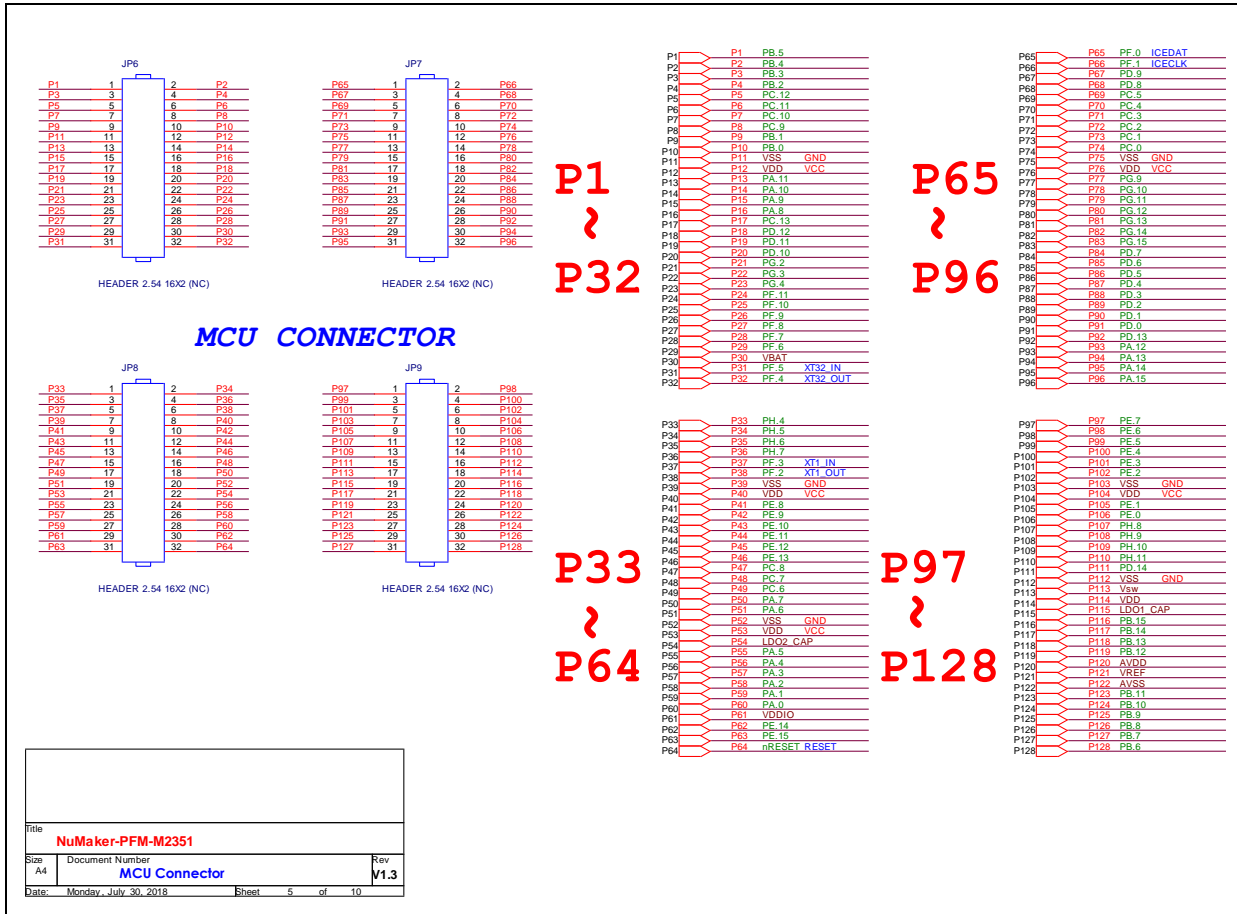 JP6
P1 1 2 P2
P3 3 4 P4
P5 5 6 P6
P7 7 8 P8
P9 9 10 P10
P11 11 12 P12
P13 13 14 P14
P15 15 16 P16
P17 17 18 P18
P19 19 20 P20
P21 21 22 P22
P23 23 24 P24
P25 25 26 P26
P27 27 28 P28
P29 29 30 P30
P31 31 32 P32
HEADER 2.54 16X2 (NC)
JP7
P65 1 2 P66
P67 3 4 P68
P69 5 6 P70
P71 7 8 P72
P73 9 10 P74
P75 11 12 P76
P77 13 14 P78
P79 15 16 P80
P81 17 18 P82
P83 19 20 P84
P85 21 22 P86
P87 23 24 P88
P89 25 26 P90
P91 27 28 P92
P93 29 30 P94
P95 31 32 P96
HEADER 2.54 16X2 (NC)
MCU CONNECTOR
JP8
P33 1 2 P34
P35 3 4 P36
P37 5 6 P38
P39 7 8 P40
P41 9 10 P42
P43 11 12 P44
P45 13 14 P46
P47 15 16 P48
P49 17 18 P50
P51 19 20 P52
P53 21 22 P54
P55 23 24 P56
P57 25 26 P58
P59 27 28 P60
P61 29 30 P62
P63 31 32 P64
HEADER 2.54 16X2 (NC)
JP9
P97 1 2 P98
P99 3 4 P100
P101 5 6 P102
P103 7 8 P104
P105 9 10 P106
P107 11 12 P108
P109 13 14 P110
P111 15 16 P112
P113 17 18 P114
P115 19 20 P116
P117 21 22 P118
P119 23 24 P120
P121 25 26 P122
P123 27 28 P124
P125 29 30 P126
P127 31 32 P128
HEADER 2.54 16X2 (NC)
P1
~
P32
P1 P1 PB.5
P2 P2 PB.4
P3 P3 PB.3
P4 P4 PB.2
P5 P5 PC.12
P6 P6 PC.11
P7 P7 PC.10
P8 P8 PC.9
P9 P9 PB.1
P10 P10 PB.0
P11 P11 VSS GND
P12 P12 VDD VCC
P13 P13 PA.11
P14 P14 PA.10
P15 P15 PA.9
P16 P16 PA.8
P17 P17 PC.13
P18 P18 PD.12
P19 P19 PD.11
P20 P20 PD.10
P21 P21 PG.2
P22 P22 PG.3
P23 P23 PG.4
P24 P24 PF.11
P25 P25 PF.10
P26 P26 PF.9
P27 P27 PF.8
P28 P28 PF.7
P29 P29 PF.6
P30 P30 VBAT
P31 P31 PF.5 XT32_IN
P32 P32 PF.4 XT32_OUT
P65
~
P96
P65 P65 PF.0 ICEDAT
P66 P66 PF.1 ICECLK
P67 P67 PD.9
P68 P68 PD.8
P69 P69 PC.5
P70 P70 PC.4
P71 P71 PC.3
P72 P72 PC.2
P73 P73 PC.1
P74 P74 PC.0
P75 P75 VSS GND
P76 P76 VDD VCC
P77 P77 PG.9
P78 P78 PG.10
P79 P79 PG.11
P80 P80 PG.12
P81 P81 PG.13
P82 P82 PG.14
P83 P83 PG.15
P84 P84 PD.7
P85 P85 PD.6
P86 P86 PD.5
P87 P87 PD.4
P88 P88 PD.3
P89 P89 PD.2
P90 P90 PD.1
P91 P91 PD.0
P92 P92 PD.13
P93 P93 PA.12
P94 P94 PA.13
P95 P95 PA.14
P96 P96 PA.15
P33
~
P64
P33 P33 PH.4
P34 P34 PH.5
P35 P35 PH.6
P36 P36 PH.7
P37 P37 PF.3 XT1_IN
P38 P38 PF.2 XT1_OUT
P39 P39 VSS GND
P40 P40 VDD VCC
P41 P41 PE.8
P42 P42 PE.9
P43 P43 PE.10
P44 P44 PE.11
P45 P45 PE.12
P46 P46 PE.13
P47 P47 PC.8
P48 P48 PC.7
P49 P49 PC.6
P50 P50 PA.7
P51 P51 PA.6
P52 P52 VSS GND
P53 P53 VDD VCC
P54 P54 LDO2_CAP
P55 P55 PA.5
P56 P56 PA.4
P57 P57 PA.3
P58 P58 PA.2
P59 P59 PA.1
P60 P60 PA.0
P61 P61 VDDIO
P62 P62 PE.14
P63 P63 PE.15
P64 P64 nRESET RESET
P97
~
P128
P97 P97 PE.7
P98 P98 PE.6
P99 P99 PE.5
P100 P100 PE.4
P101 P101 PE.3
P102 P102 PE.2
P103 P103 VSS GND
P104 P104 VDD VCC
P105 P105 PE.1
P106 P106 PE.0
P107 P107 PH.8
P108 P108 PH.9
P109 P109 PH.10
P110 P110 PH.11
P111 P111 PD.14
P112 P112 VSS GND
P113 P113 Vsw
P114 P114 VDD
P115 P115 LDO1_CAP
P116 P116 PB.15
P117 P117 PB.14
P118 P118 PB.13
P119 P119 PB.12
P120 P120 AVDD
P121 P121 VREF
P122 P122 AVSS
P123 P123 PB.11
P124 P124 PB.10
P125 P125 PB.9
P126 P126 PB.8
P127 P127 PB.7
P128 P128 PB.6
Title
NuMaker-PFM-M2351
Size Document Number Rev
A4 MCU Connector V1.3
Date: Monday, July 30, 2018 Sheet 5 of 10